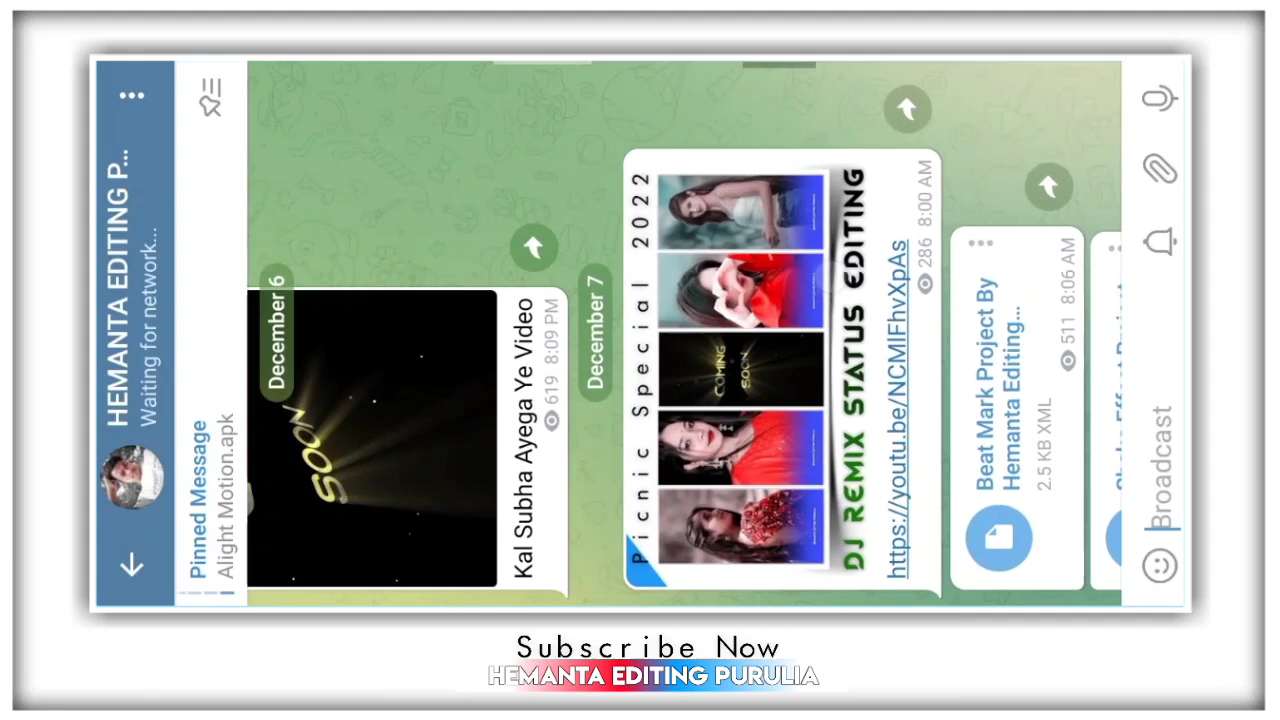 HEMANTA EDITING P...
Waiting for network...
Pinned Message
Alight Motion.apk
December 6
SOON
Kal Subha Ayega Ye Video
619 8:09 PM
December 7
Picnic Special 2022
COMING
SOON
DJ REMIX STATUS EDITING
https://youtu.be/NCMIFhvXpAs
286 8:00 AM
Beat Mark Project By
Hemanta Editing...
2.5 KB XML
511 8:06 AM
Broadcast
Subscribe Now
HEMANTA EDITING PURULIA